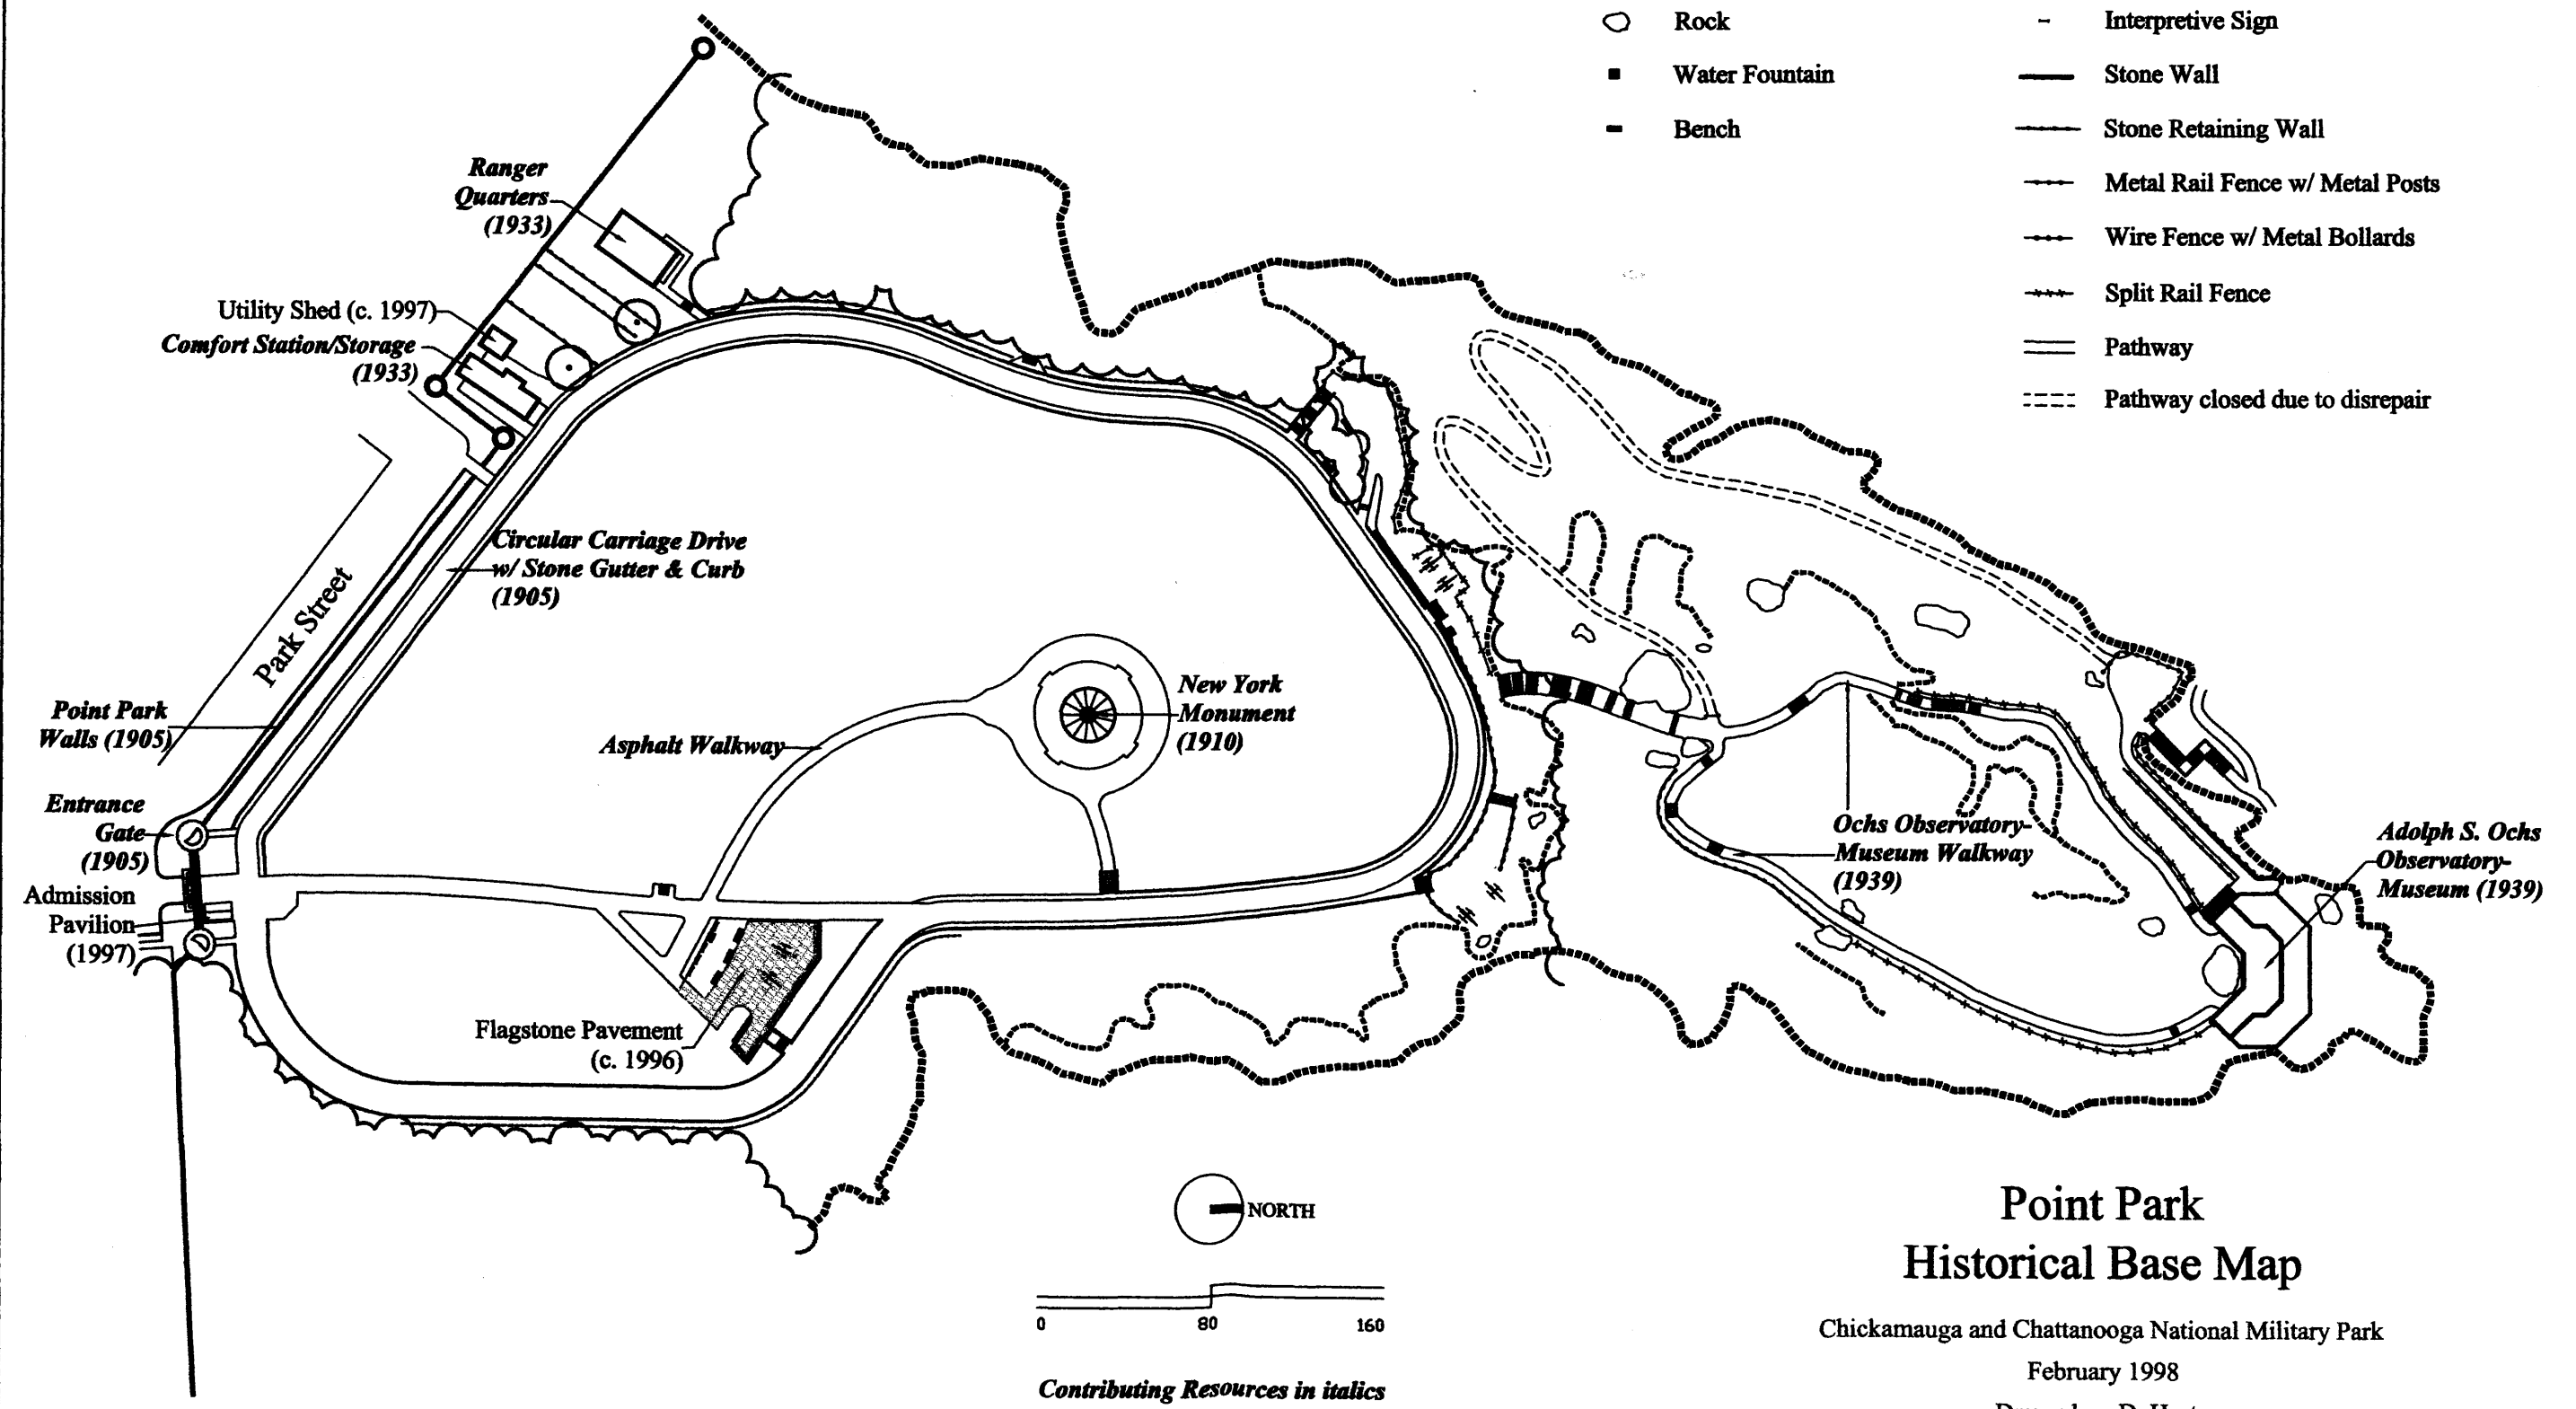 Rock
Water Fountain
Bench
Interpretive Sign
Stone Wall
Stone Retaining Wall
Metal Rail Fence w/ Metal Posts
Wire Fence w/ Metal Bollards
Split Rail Fence
Pathway
Pathway closed due to disrepair
Ranger
Quarters
(1933)
Utility Shed (c. 1997)
Comfort Station/Storage
(1933)
Circular Carriage Drive
w/ Stone Gutter & Curb
(1905)
Park Street
Point Park
Walls (1905)
Entrance
Gate
(1905)
Admission
Pavilion
(1997)
Asphalt Walkway
New York
Monument
(1910)
Flagstone Pavement
(c. 1996)
Ochs Observatory-
Museum Walkway
(1939)
Adolph S. Ochs
Observatory-
Museum (1939)
NORTH
0 80 160
Contributing Resources in italics
Point Park
Historical Base Map
Chickamauga and Chattanooga National Military Park
February 1998